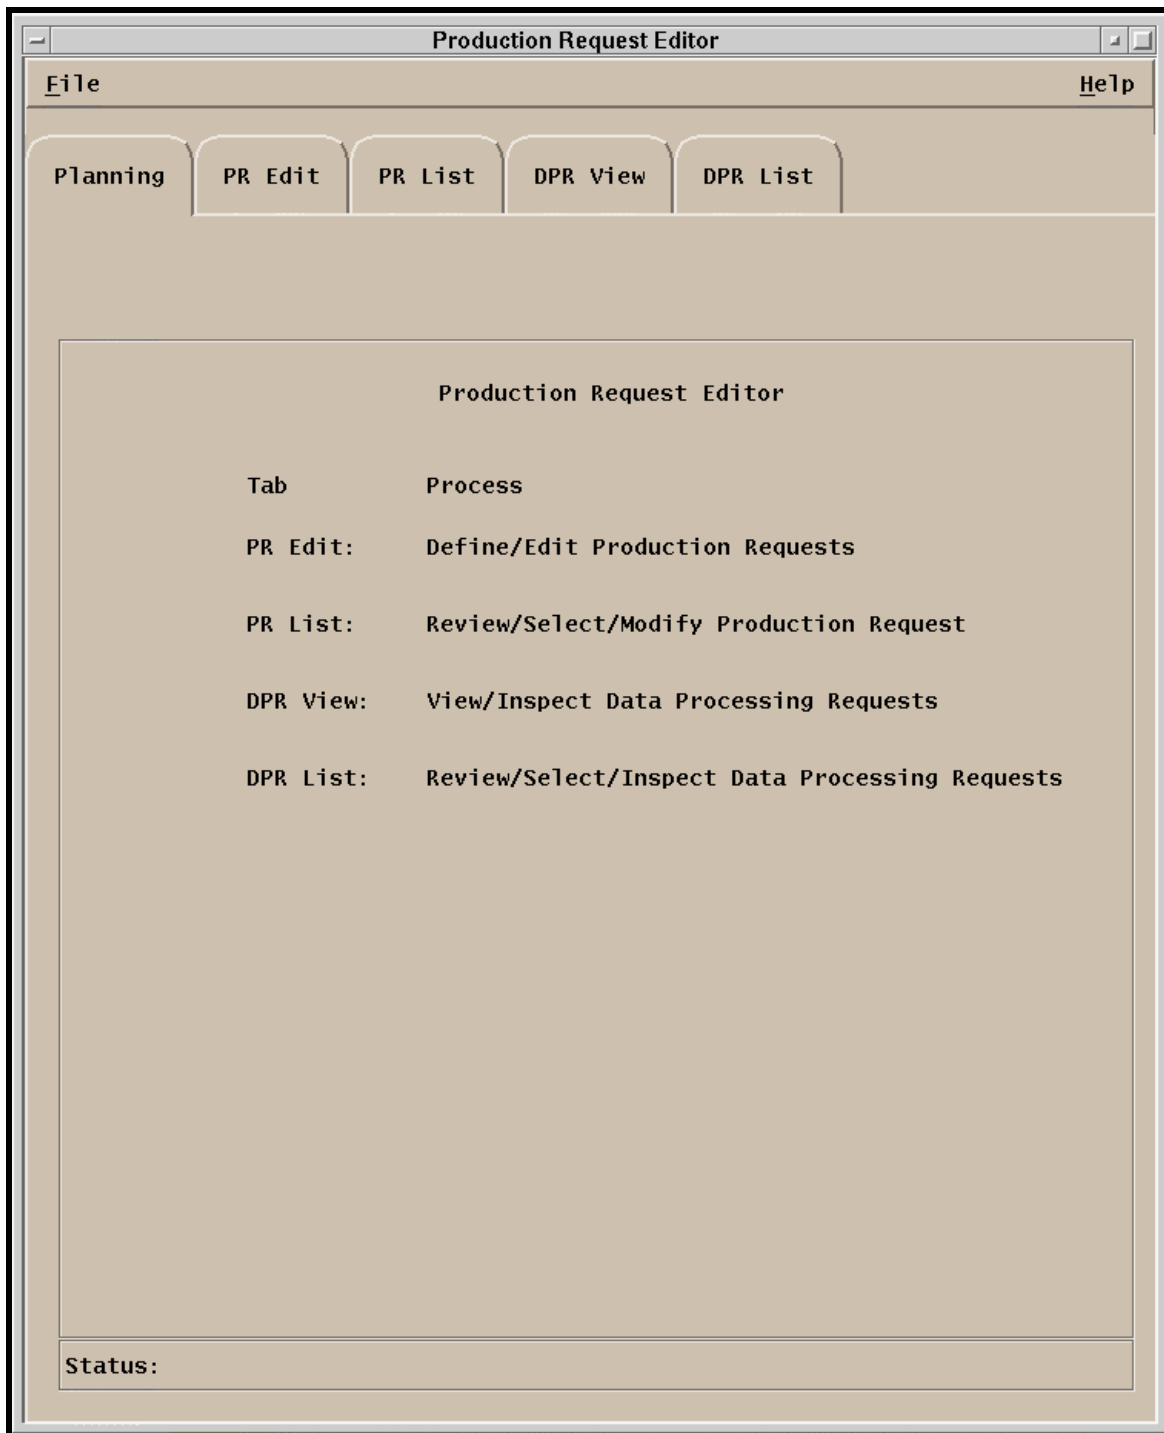 Production Request Editor
File Help
Planning PR Edit PR List DPR View DPR List
Production Request Editor
Tab Process
PR Edit: Define/Edit Production Requests
PR List: Review/Select/Modify Production Request
DPR View: View/Inspect Data Processing Requests
DPR List: Review/Select/Inspect Data Processing Requests
Status: